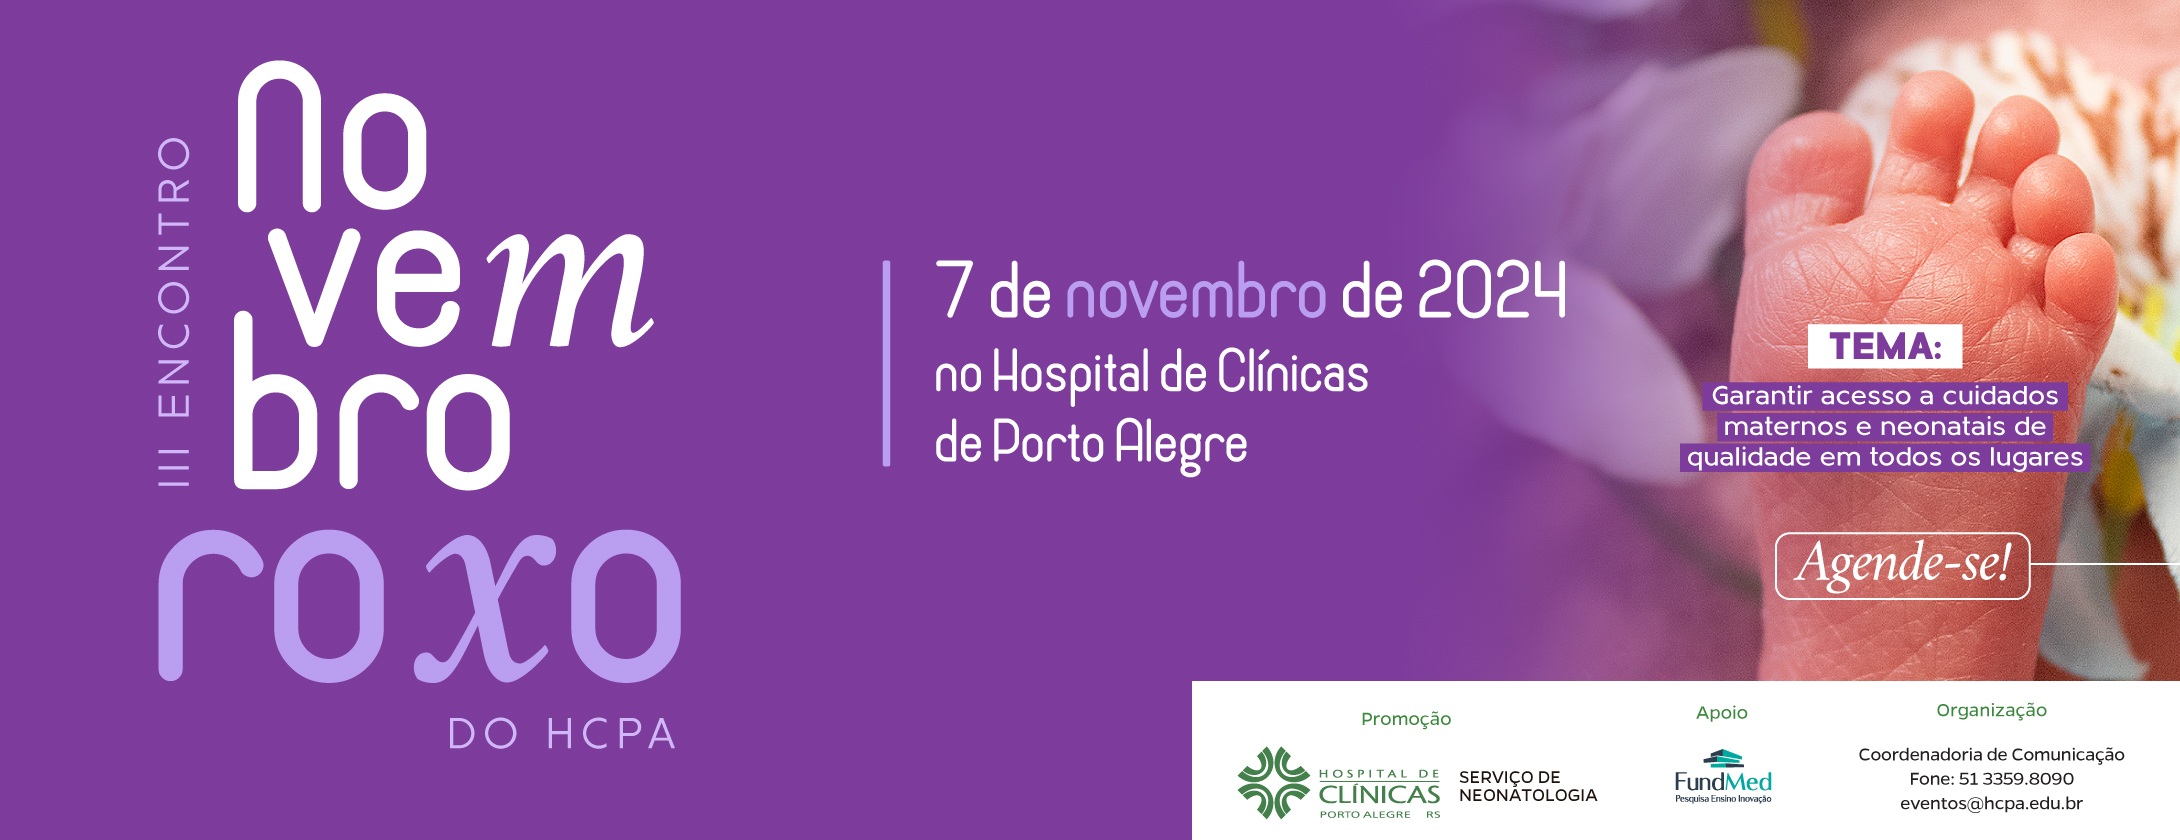 III ENCONTRO
No
vem
bro
roxo
DO HCPA
7 de novembro de 2024
no Hospital de Clínicas
de Porto Alegre
TEMA:
Garantir acesso a cuidados
maternos e neonatais de
qualidade em todos os lugares
Agende-se!
Promoção
HOSPITAL DE
CLÍNICAS
PORTO ALEGRE RS
SERVIÇO DE
NEONATOLOGIA
Apoio
FundMed
Pesquisa Ensino Inovação
Organização
Coordenadoria de Comunicação
Fone: 51 3359.8090
eventos@hcpa.edu.br